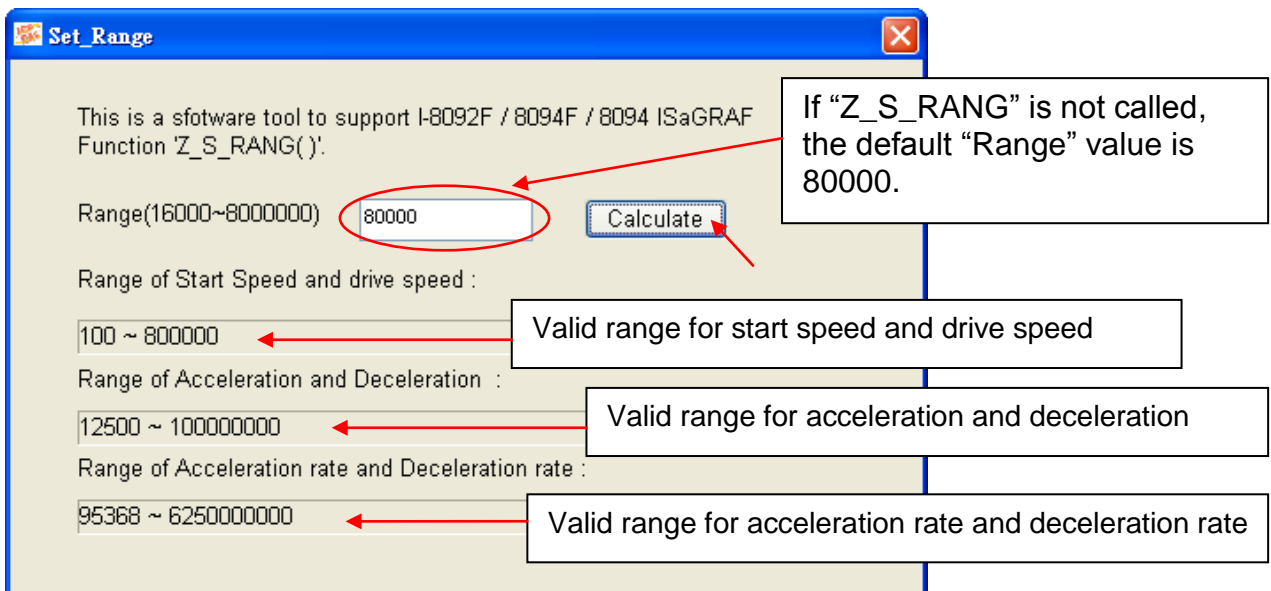 Set_Range
This is a sfotware tool to support I-8092F / 8094F / 8094 ISaGRAF
Function 'Z_S_RANG( )'.
If “Z_S_RANG” is not called,
the default “Range” value is
80000.
Range(16000~8000000)
80000
Calculate
Range of Start Speed and drive speed :
100 ~ 800000
Valid range for start speed and drive speed
Range of Acceleration and Deceleration :
12500 ~ 100000000
Valid range for acceleration and deceleration
Range of Acceleration rate and Deceleration rate :
95368 ~ 6250000000
Valid range for acceleration rate and deceleration rate